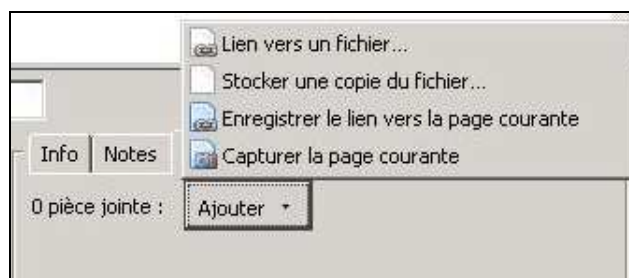 Lien vers un fichier...
Stocker une copie du fichier...
Enregistrer le lien vers la page courante
Capturer la page courante
Info Notes
0 pièce jointe : Ajouter